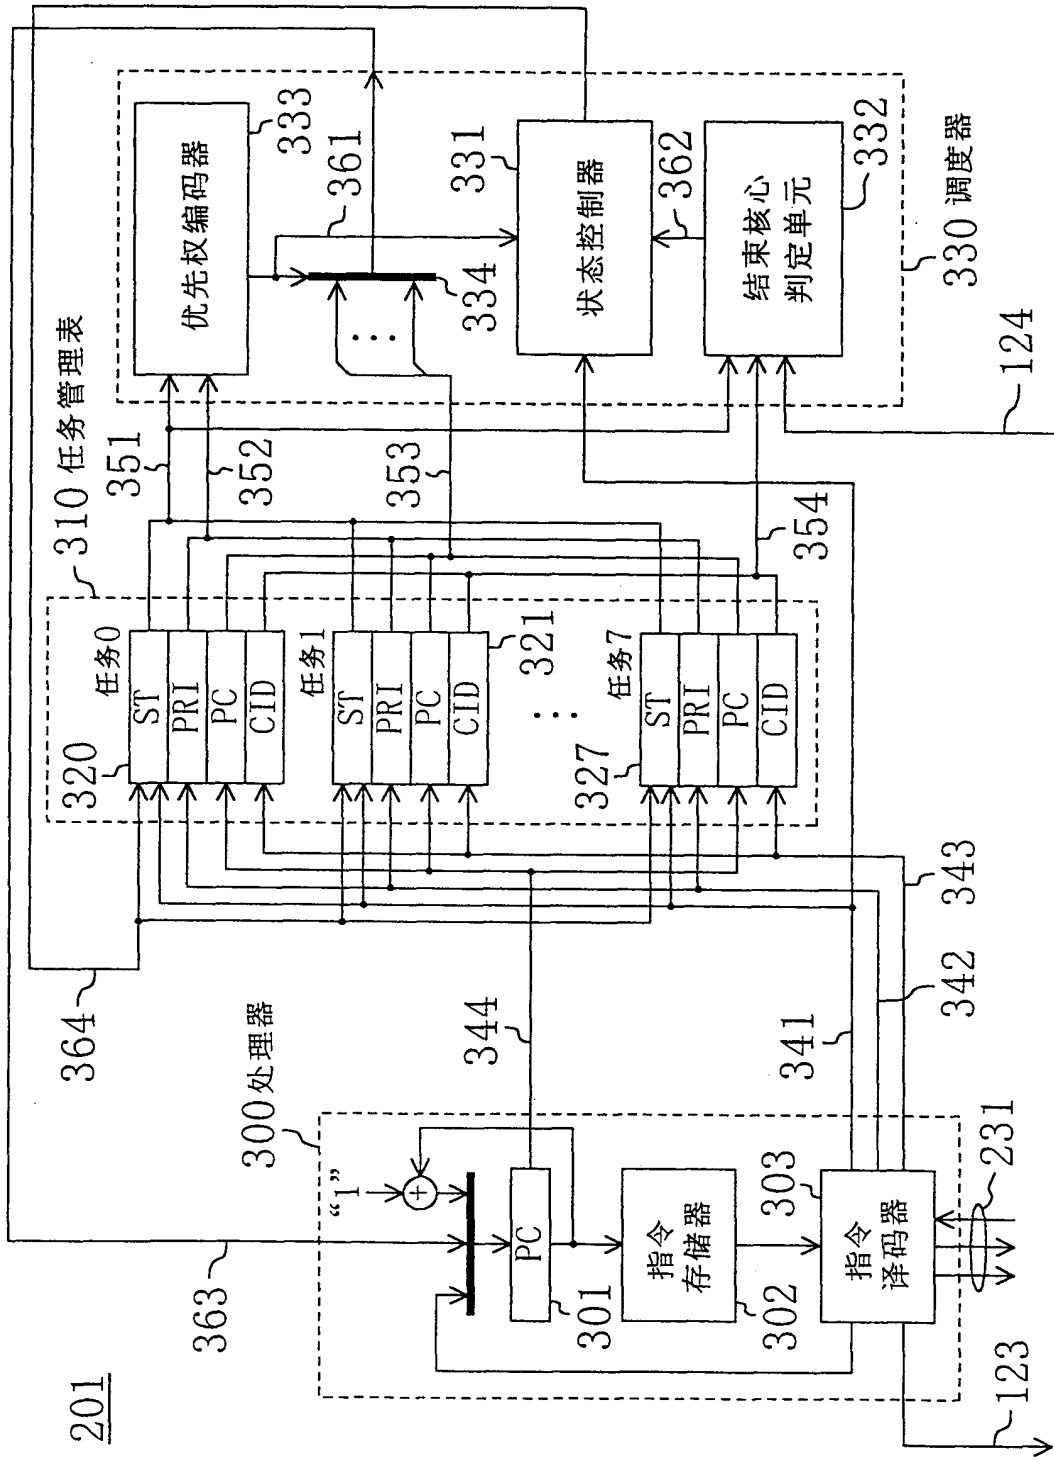 201
363
364
300 处理器
“1”
PC
301
指令
存储器
302
指令
译码器
303
123
231
344
341
342
343
310 任务管理表
320
任务0
ST
PRI
PC
CID
任务1
ST
PRI
PC
CID
321
...
327
任务7
ST
PRI
PC
CID
351
352
353
354
优先权编码器
333
361
334
...
状态控制器
331
362
结束核心
判定单元
332
330 调度器
124